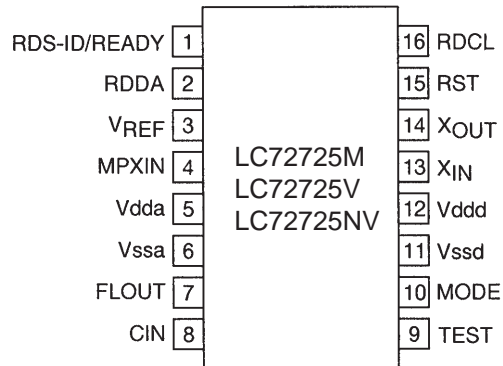 RDS-ID/READY 1
RDDA 2
VREF 3
MPXIN 4
Vdda 5
Vssa 6
FLOUT 7
CIN 8
LC72725M
LC72725V
LC72725NV
16 RDCL
15 RST
14 XOUT
13 XIN
12 Vddd
11 Vssd
10 MODE
9 TEST